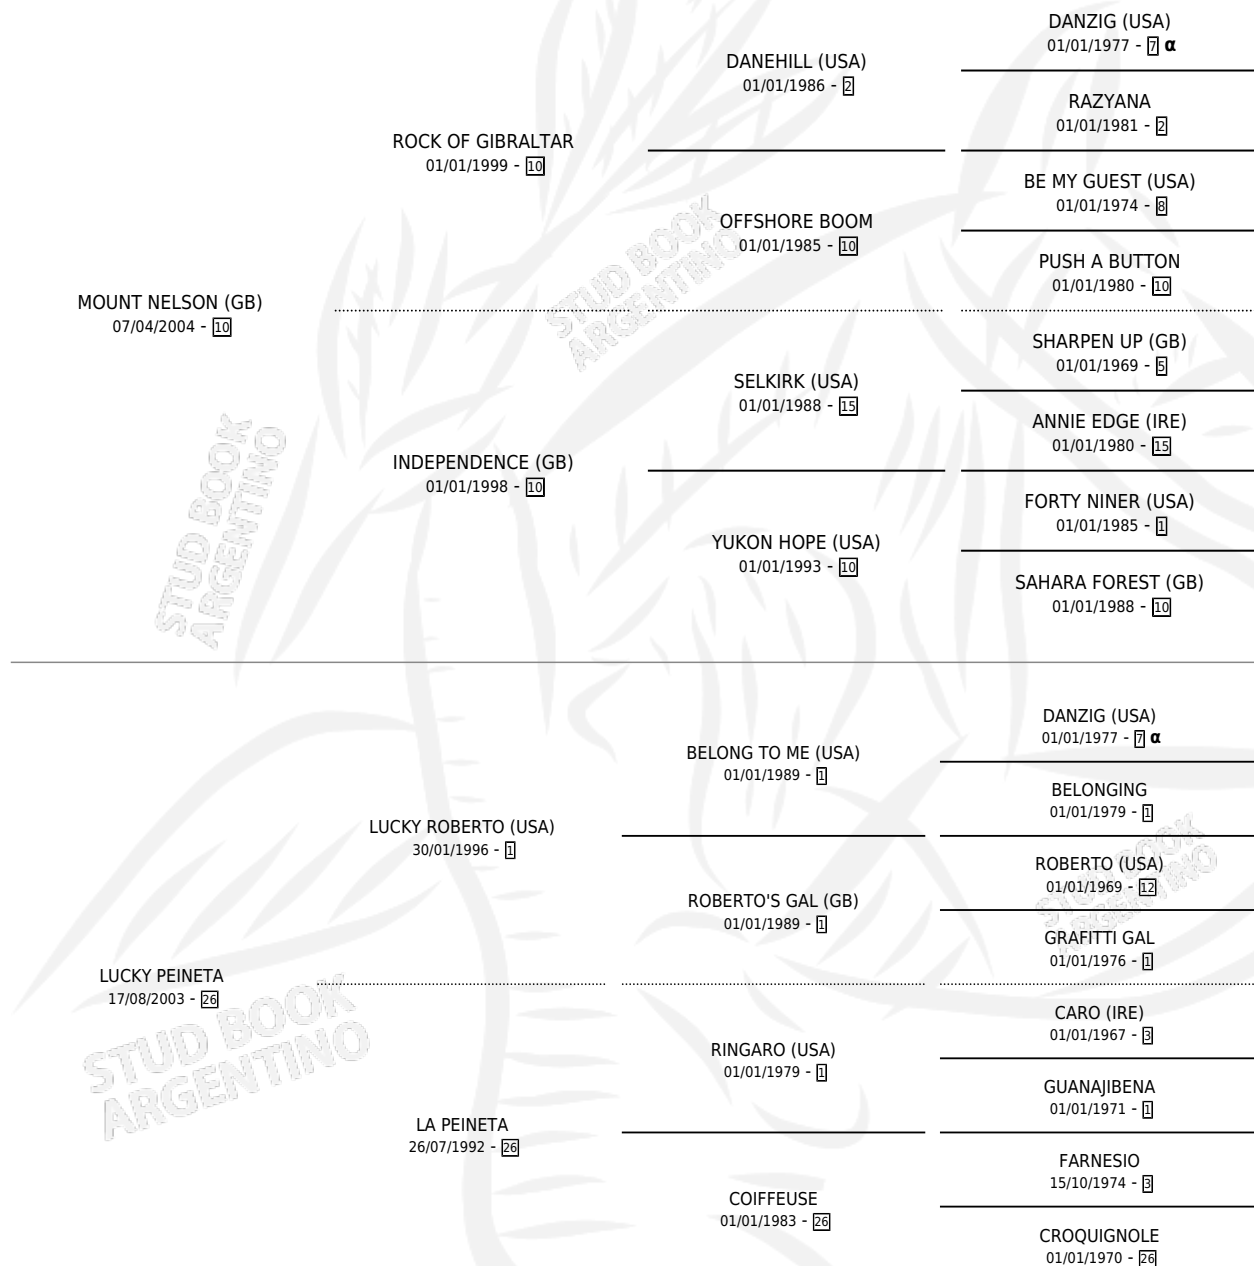 DANZIG (USA)
01/01/1977 - 7 α
DANEHILL (USA)
01/01/1986 - 2
RAZYANA
01/01/1981 - 2
ROCK OF GIBRALTAR
01/01/1999 - 10
BE MY GUEST (USA)
01/01/1974 - 8
OFFSHORE BOOM
01/01/1985 - 10
PUSH A BUTTON
01/01/1980 - 10
MOUNT NELSON (GB)
07/04/2004 - 10
SHARPEN UP (GB)
01/01/1969 - 5
SELKIRK (USA)
01/01/1988 - 15
ANNIE EDGE (IRE)
01/01/1980 - 15
INDEPENDENCE (GB)
01/01/1998 - 10
FORTY NINER (USA)
01/01/1985 - 1
YUKON HOPE (USA)
01/01/1993 - 10
SAHARA FOREST (GB)
01/01/1988 - 10
DANZIG (USA)
01/01/1977 - 7 α
BELONG TO ME (USA)
01/01/1989 - 1
BELONGING
01/01/1979 - 1
LUCKY ROBERTO (USA)
30/01/1996 - 1
ROBERTO (USA)
01/01/1969 - 12
ROBERTO'S GAL (GB)
01/01/1989 - 1
GRAFITTI GAL
01/01/1976 - 1
LUCKY PEINETA
17/08/2003 - 26
CARO (IRE)
01/01/1967 - 3
RINGARO (USA)
01/01/1979 - 1
GUANAJIBENA
01/01/1971 - 1
LA PEINETA
26/07/1992 - 26
FARNESIO
15/10/1974 - 3
COIFFEUSE
01/01/1983 - 26
CROQUIGNOLE
01/01/1970 - 26
STUD BOOK
ARGENTINO
STUD BOOK
ARGENTINO
STUD BOOK
ARGENTINO
STUD BOOK
ARGENTINO